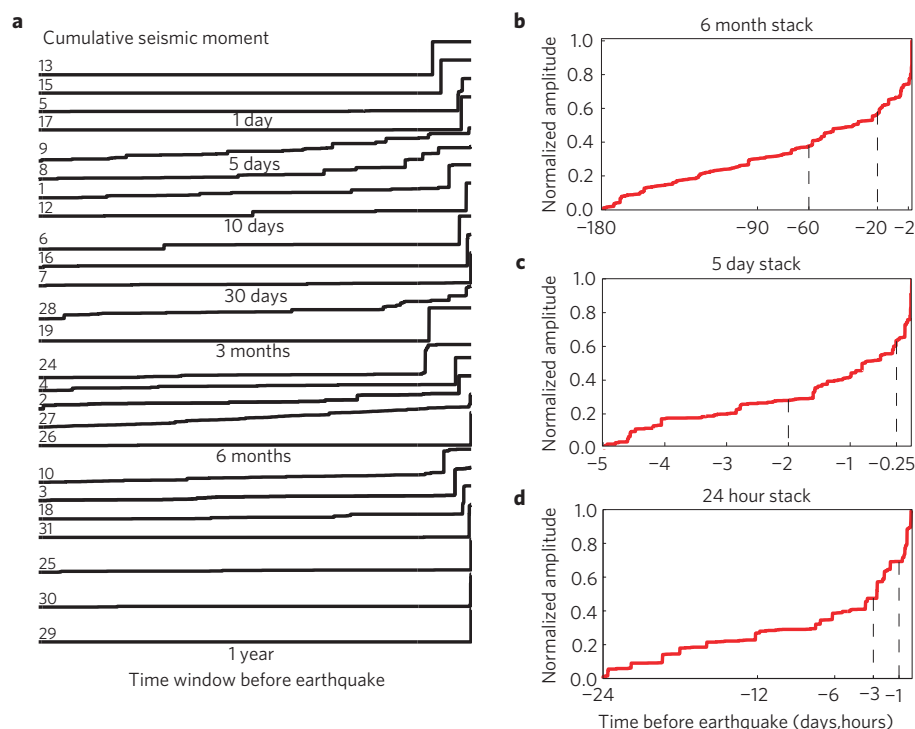 a
Cumulative seismic moment
13
15
5
17
1 day
9
8
5 days
1
12
10 days
6
16
7
30 days
28
19
3 months
24
4
2
27
26
6 months
10
3
18
31
25
30
29
1 year
Time window before earthquake
b
6 month stack
Normalized amplitude
1.0
0.8
0.6
0.4
0.2
0.0
−180 −90 −60 −20 −2
c
5 day stack
Normalized amplitude
1.0
0.8
0.6
0.4
0.2
0.0
−5 −4 −3 −2 −1 −0.25
d
24 hour stack
Normalized amplitude
1.0
0.8
0.6
0.4
0.2
0.0
−24 −12 −6 −3 −1
Time before earthquake (days,hours)